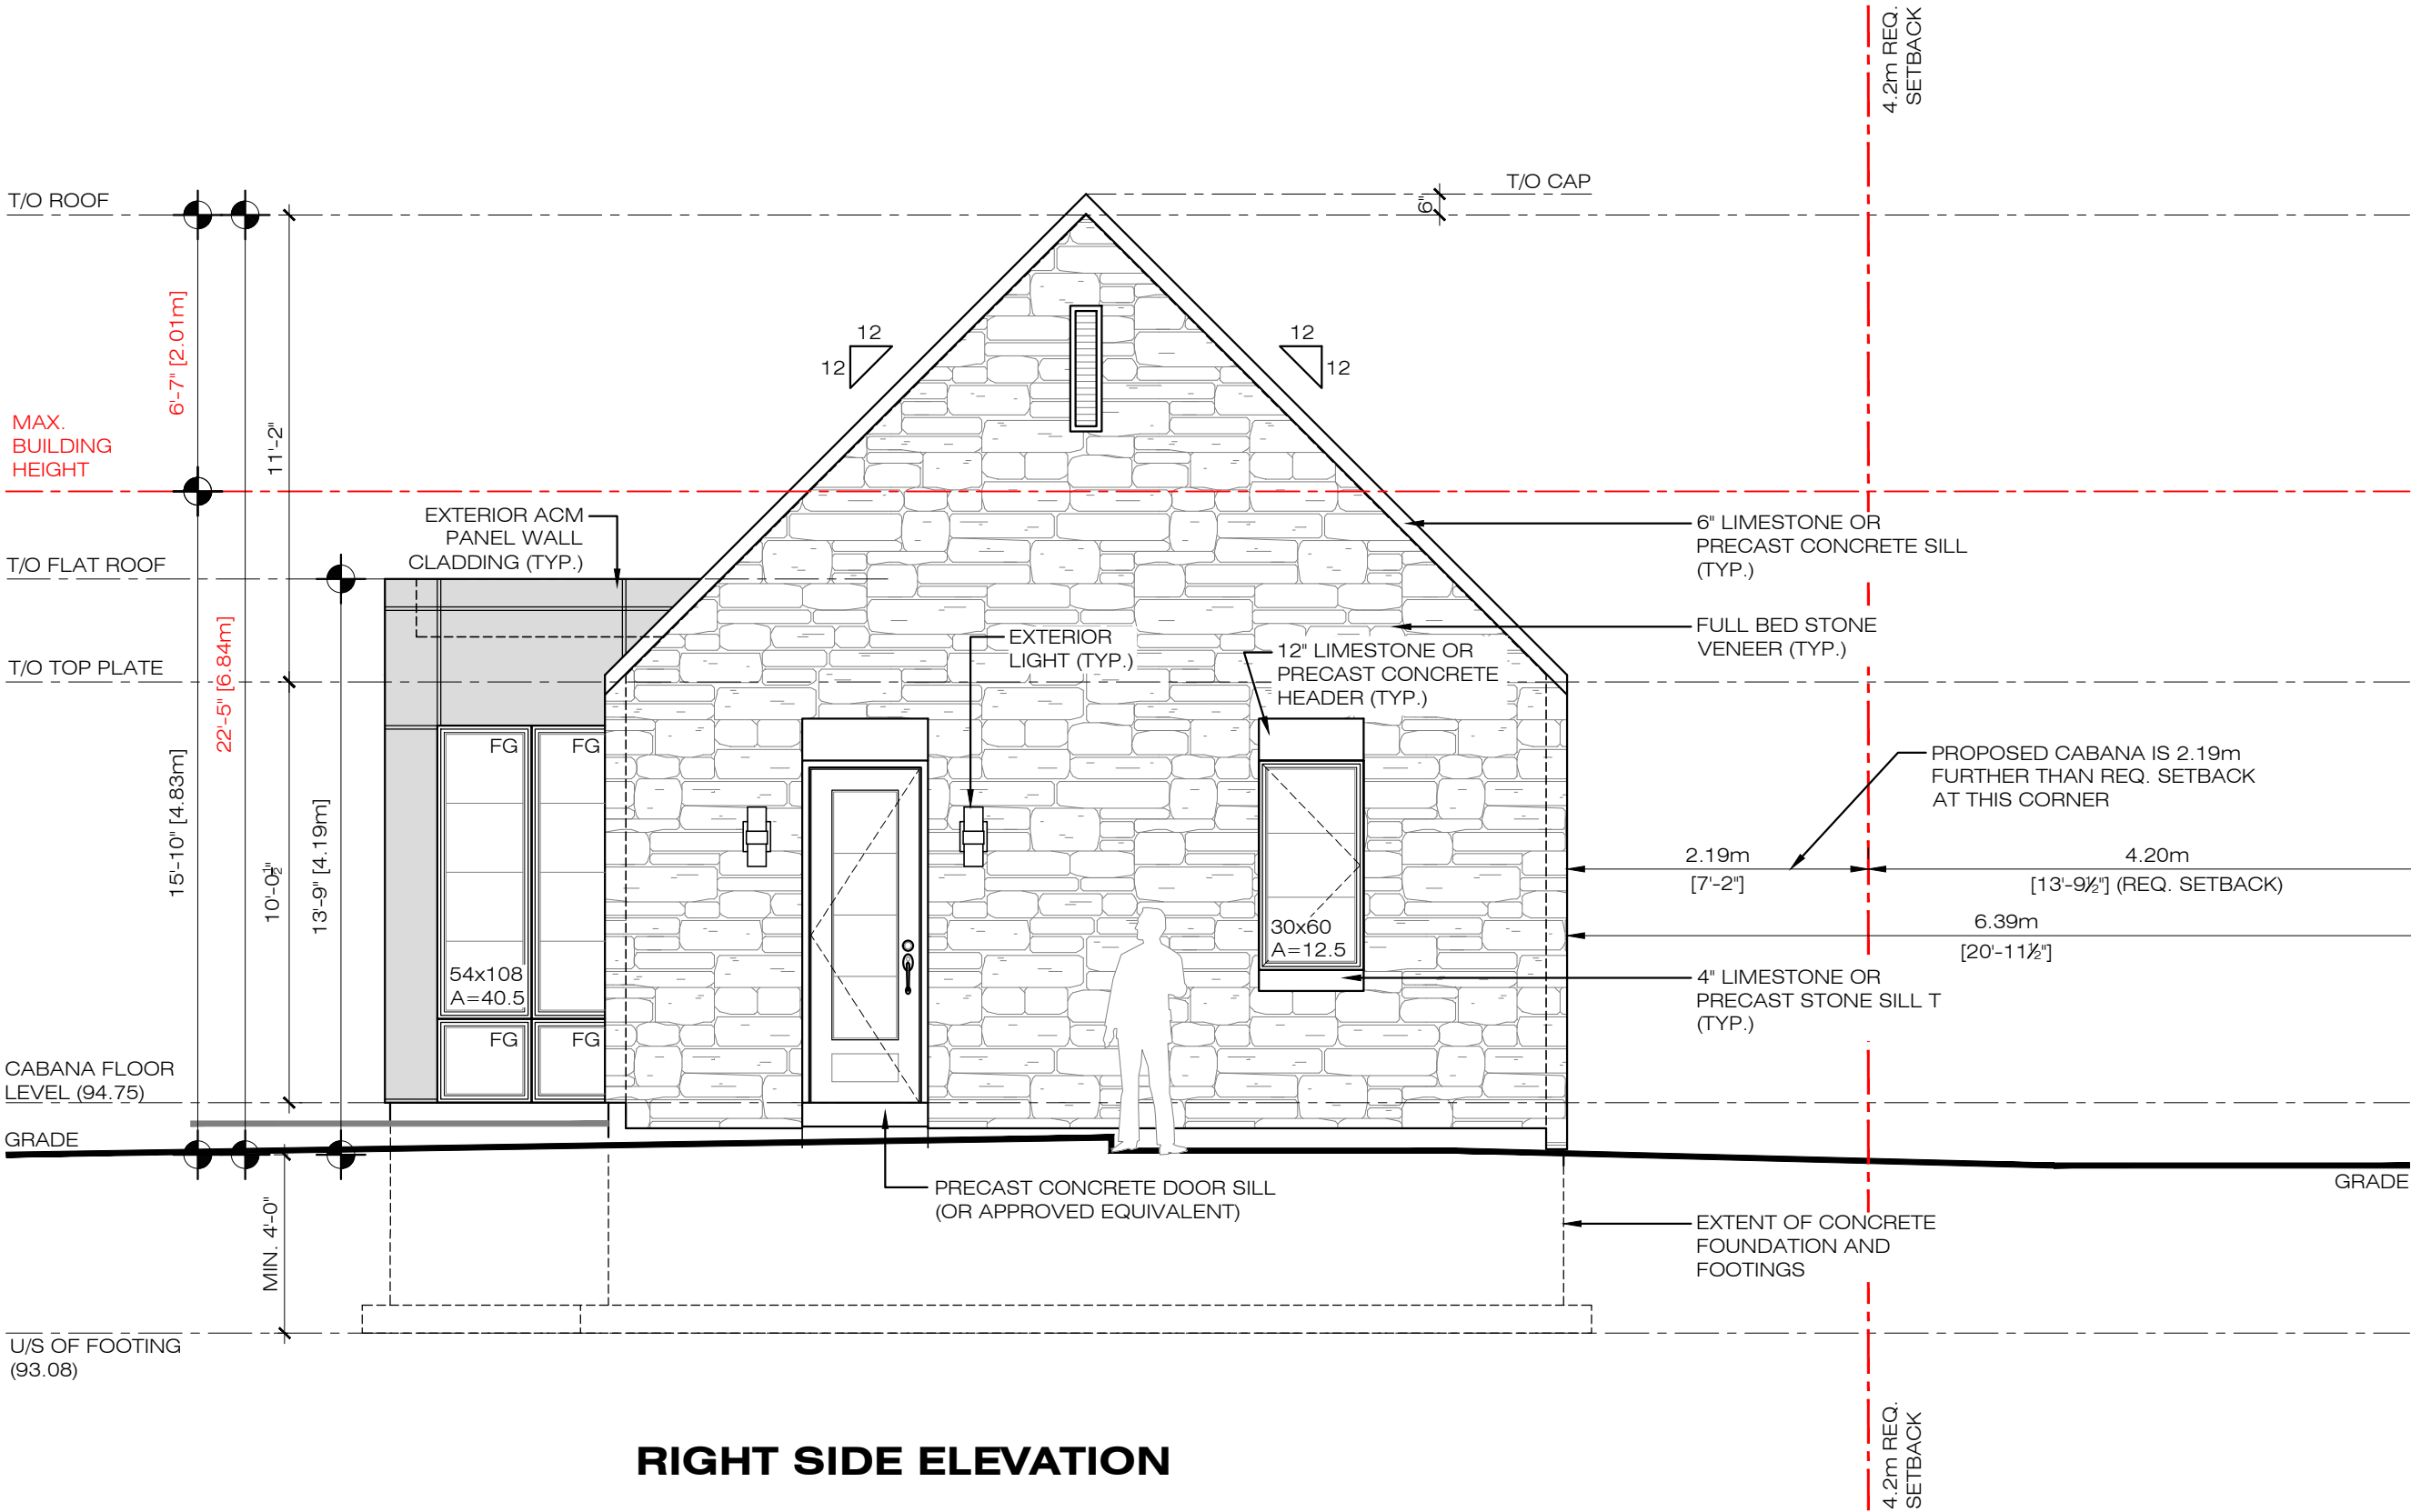 4.2m REQ.
SETBACK
T/O CAP
6"
T/O ROOF
6'-7" [2.01m]
12
12
12
12
MAX.
BUILDING
HEIGHT
11'-2"
EXTERIOR ACM
PANEL WALL
CLADDING (TYP.)
6" LIMESTONE OR
PRECAST CONCRETE SILL
(TYP.)
T/O FLAT ROOF
22'-5" [6.84m]
EXTERIOR
LIGHT (TYP.)
12" LIMESTONE OR
PRECAST CONCRETE
HEADER (TYP.)
FULL BED STONE
VENEER (TYP.)
T/O TOP PLATE
FG
FG
15'-10" [4.83m]
10'-0½"
13'-9" [4.19m]
PROPOSED CABANA IS 2.19m
FURTHER THAN REQ. SETBACK
AT THIS CORNER
2.19m
[7'-2"]
4.20m
[13'-9½"] (REQ. SETBACK)
6.39m
[20'-11½"]
30x60
A=12.5
54x108
A=40.5
4" LIMESTONE OR
PRECAST STONE SILL T
(TYP.)
FG
FG
CABANA FLOOR
LEVEL (94.75)
GRADE
GRADE
PRECAST CONCRETE DOOR SILL
(OR APPROVED EQUIVALENT)
MIN. 4'-0"
EXTENT OF CONCRETE
FOUNDATION AND
FOOTINGS
U/S OF FOOTING
(93.08)
4.2m REQ.
SETBACK
RIGHT SIDE ELEVATION